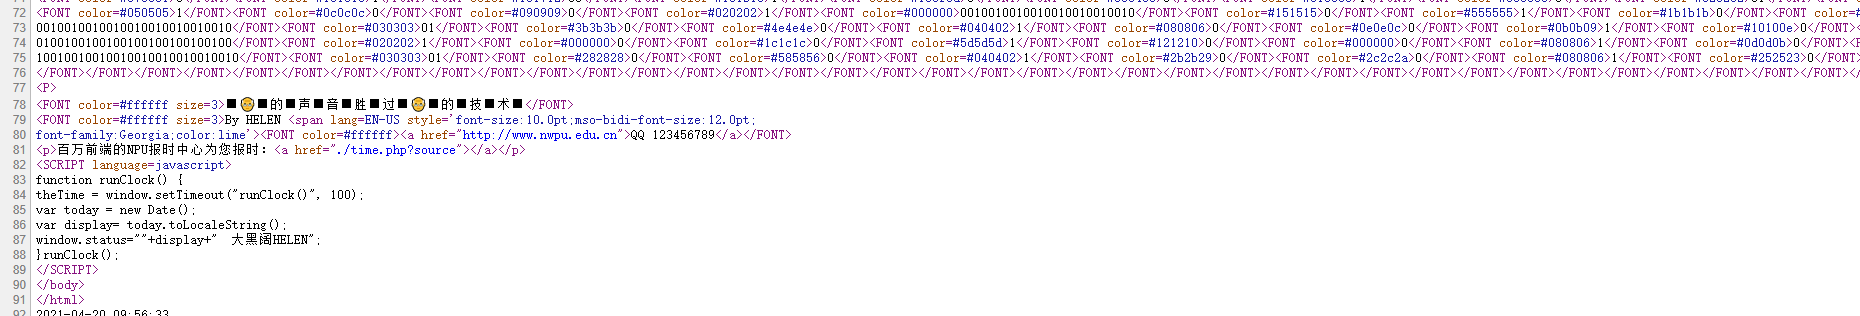 72 <FONT color=#050505>1</FONT><FONT color=#0c0c0c>0</FONT><FONT color=#090909>0</FONT><FONT color=#020202>1</FONT><FONT color=#000000>0010010010010010010010010</FONT><FONT color=#151515>0</FONT><FONT color=#555555>1</FONT><FONT color=#1b1b1b>0</FONT><FONT color=#
73 0010010010010010010010010</FONT><FONT color=#030303>01</FONT><FONT color=#3b3b3b>0</FONT><FONT color=#4e4e4e>0</FONT><FONT color=#040402>1</FONT><FONT color=#080806>0</FONT><FONT color=#0e0e0c>0</FONT><FONT color=#0b0b09>1</FONT><FONT color=#10100e>0</FONT><FONT
74 0100100100100100100100100100</FONT><FONT color=#020202>1</FONT><FONT color=#000000>0</FONT><FONT color=#1c1c1c>0</FONT><FONT color=#5d5d5d>1</FONT><FONT color=#121210>0</FONT><FONT color=#000000>0</FONT><FONT color=#080806>1</FONT><FONT color=#0d0d0b>0</FONT><F
75 10010010010010010010010010010</FONT><FONT color=#030303>01</FONT><FONT color=#282828>0</FONT><FONT color=#585856>0</FONT><FONT color=#040402>1</FONT><FONT color=#2b2b29>0</FONT><FONT color=#2c2c2a>0</FONT><FONT color=#080806>1</FONT><FONT color=#252523>0</FONT>
76 </FONT></FONT></FONT></FONT></FONT></FONT></FONT></FONT></FONT></FONT></FONT></FONT></FONT></FONT></FONT></FONT></FONT></FONT></FONT></FONT></FONT></FONT></FONT></FONT></FONT></FONT></FONT></FONT></FONT></FONT></FONT></FONT></FONT>
77 <P>
78 <FONT color=#ffffff size=3>■😊■的■声■音■胜■过■😊■的■技■术■</FONT>
79 <FONT color=#ffffff size=3>By HELEN <span lang=EN-US style='font-size:10.0pt;mso-bidi-font-size:12.0pt;
80 font-family:Georgia;color:lime'><FONT color=#ffffff><a href="http://www.nwpu.edu.cn">QQ 123456789</a></FONT>
81 <p>百万前端的NPU报时中心为您报时：<a href="./time.php?source"></a></p>
82 <SCRIPT language=javascript>
83 function runClock() {
84 theTime = window.setTimeout("runClock()", 100);
85 var today = new Date();
86 var display= today.toLocaleString();
87 window.status=""+display+"  大黑阔HELEN";
88 }runClock();
89 </SCRIPT>
90 </body>
91 </html>
92 2021-04-20 09:56:33